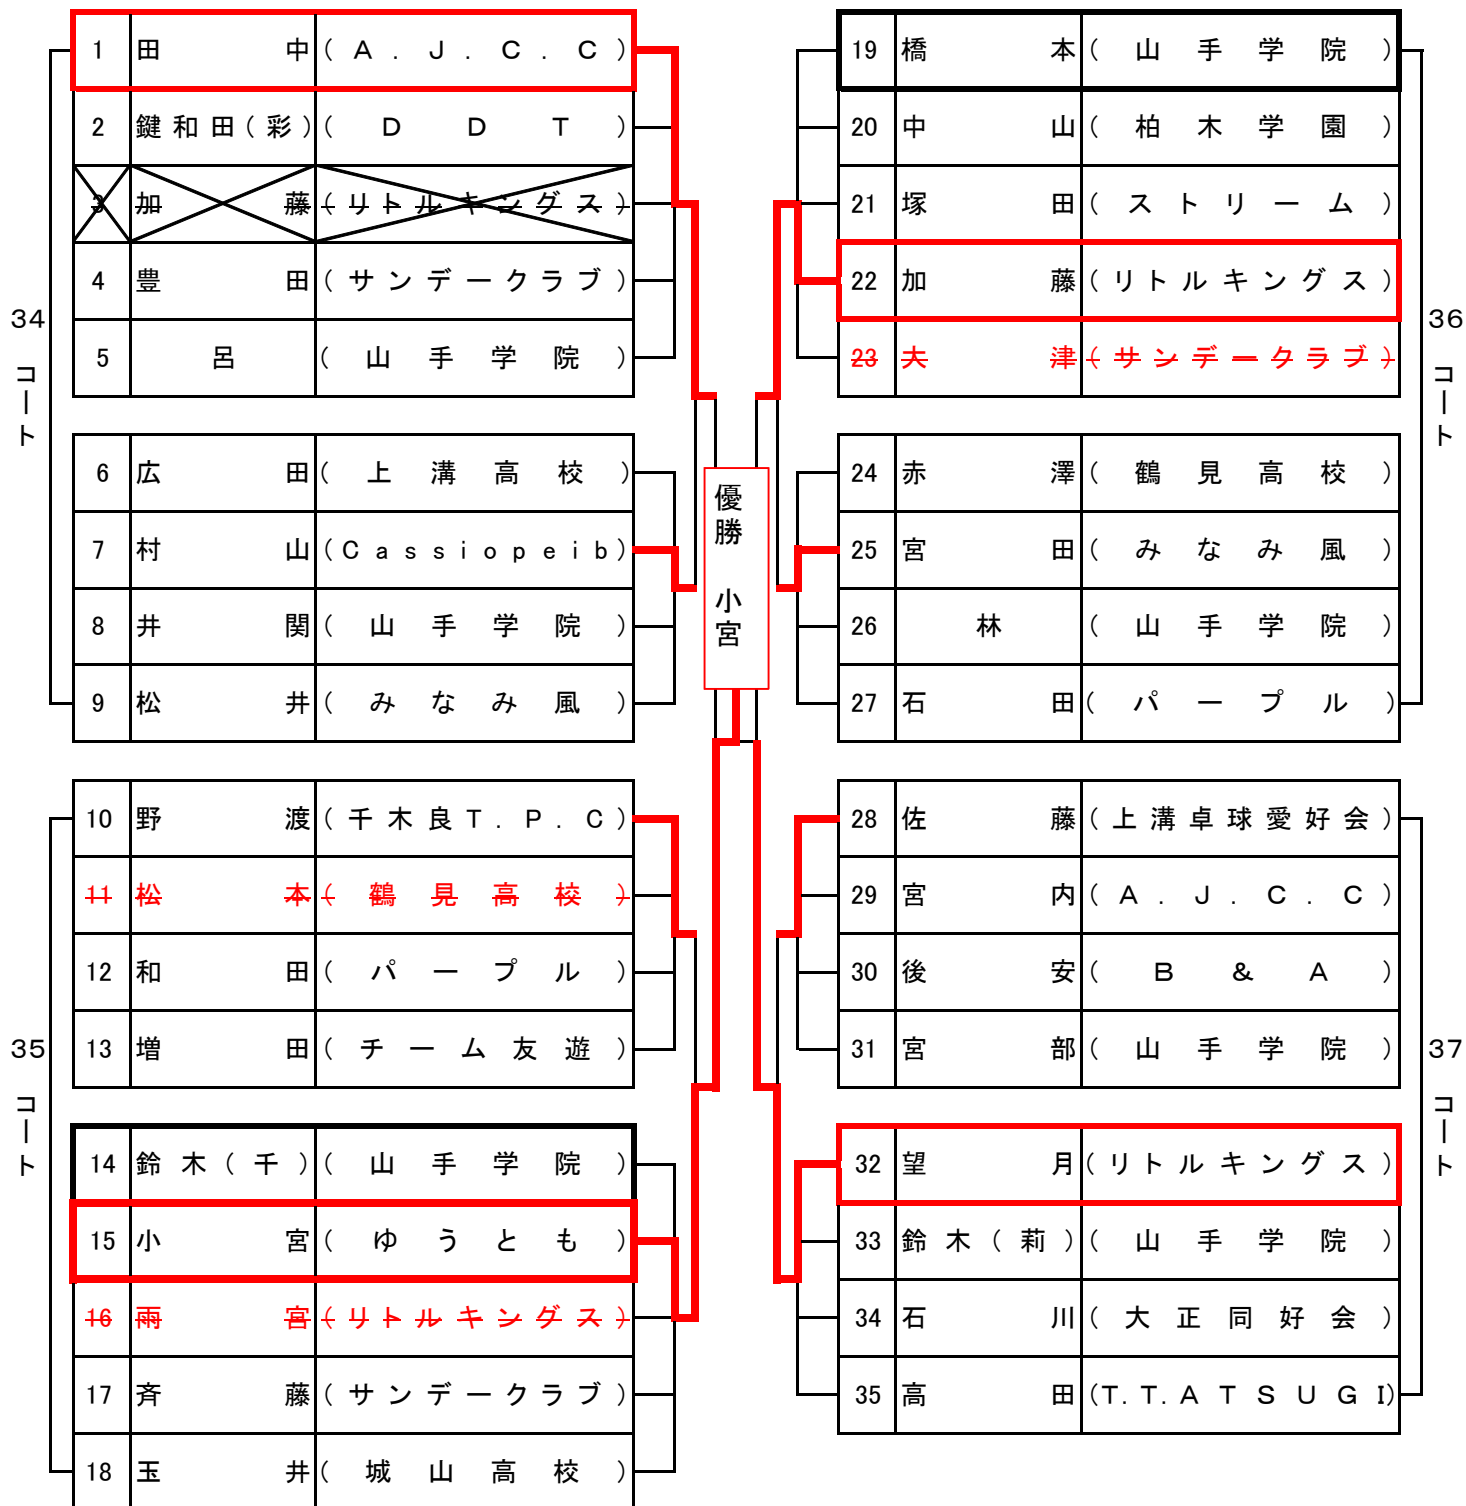 1 田中(A.J.C.C)
2 鍵和田(彩)(DDT)
3 加藤(リトルキングス)
4 豊田(サンデークラブ)
5 呂(山手学院)
34コート
6 広田(上溝高校)
7 村山(Cassiopeib)
8 井関(山手学院)
9 松井(みなみ風)
10 野渡(千木良T.P.C)
11 松本(鶴見高校)
12 和田(パープル)
13 増田(チーム友遊)
35コート
14 鈴木(千)(山手学院)
15 小宮(ゆうとも)
16 雨宮(リトルキングス)
17 斉藤(サンデークラブ)
18 玉井(城山高校)
優勝 小宮
19 橋本(山手学院)
20 中山(柏木学園)
21 塚田(ストリーム)
22 加藤(リトルキングス)
23 大津(サンデークラブ)
36コート
24 赤澤(鶴見高校)
25 宮田(みなみ風)
26 林(山手学院)
27 石田(パープル)
28 佐藤(上溝卓球愛好会)
29 宮内(A.J.C.C)
30 後安(B&A)
31 宮部(山手学院)
37コート
32 望月(リトルキングス)
33 鈴木(莉)(山手学院)
34 石川(大正同好会)
35 高田(T.T.ATSUGI)